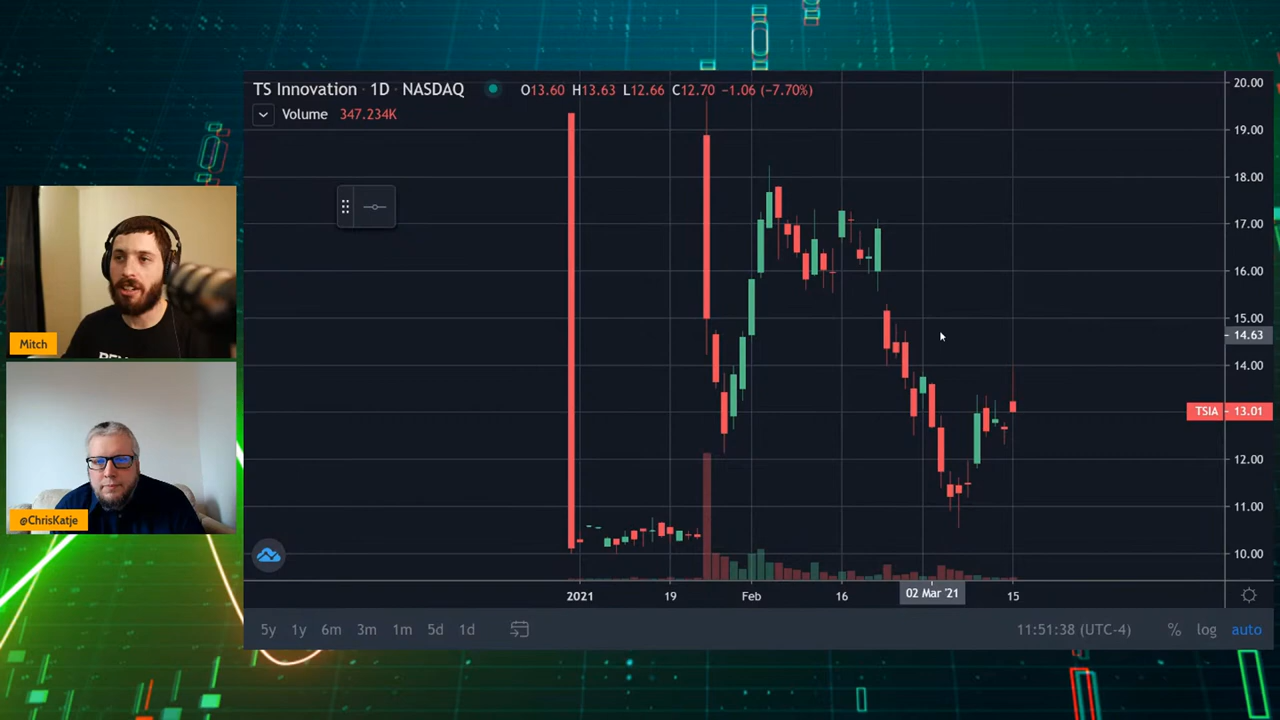 TS Innovation · 1D · NASDAQ
O13.60 H13.63 L12.66 C12.70 −1.06 (−7.70%)
Volume 347.234K
20.00
19.00
18.00
17.00
16.00
15.00
14.63
14.00
TSIA 13.01
12.00
11.00
10.00
Mitch
@ChrisKatje
2021
19
Feb
16
02 Mar '21
15
5y 1y 6m 3m 1m 5d 1d
11:51:38 (UTC-4) % log auto